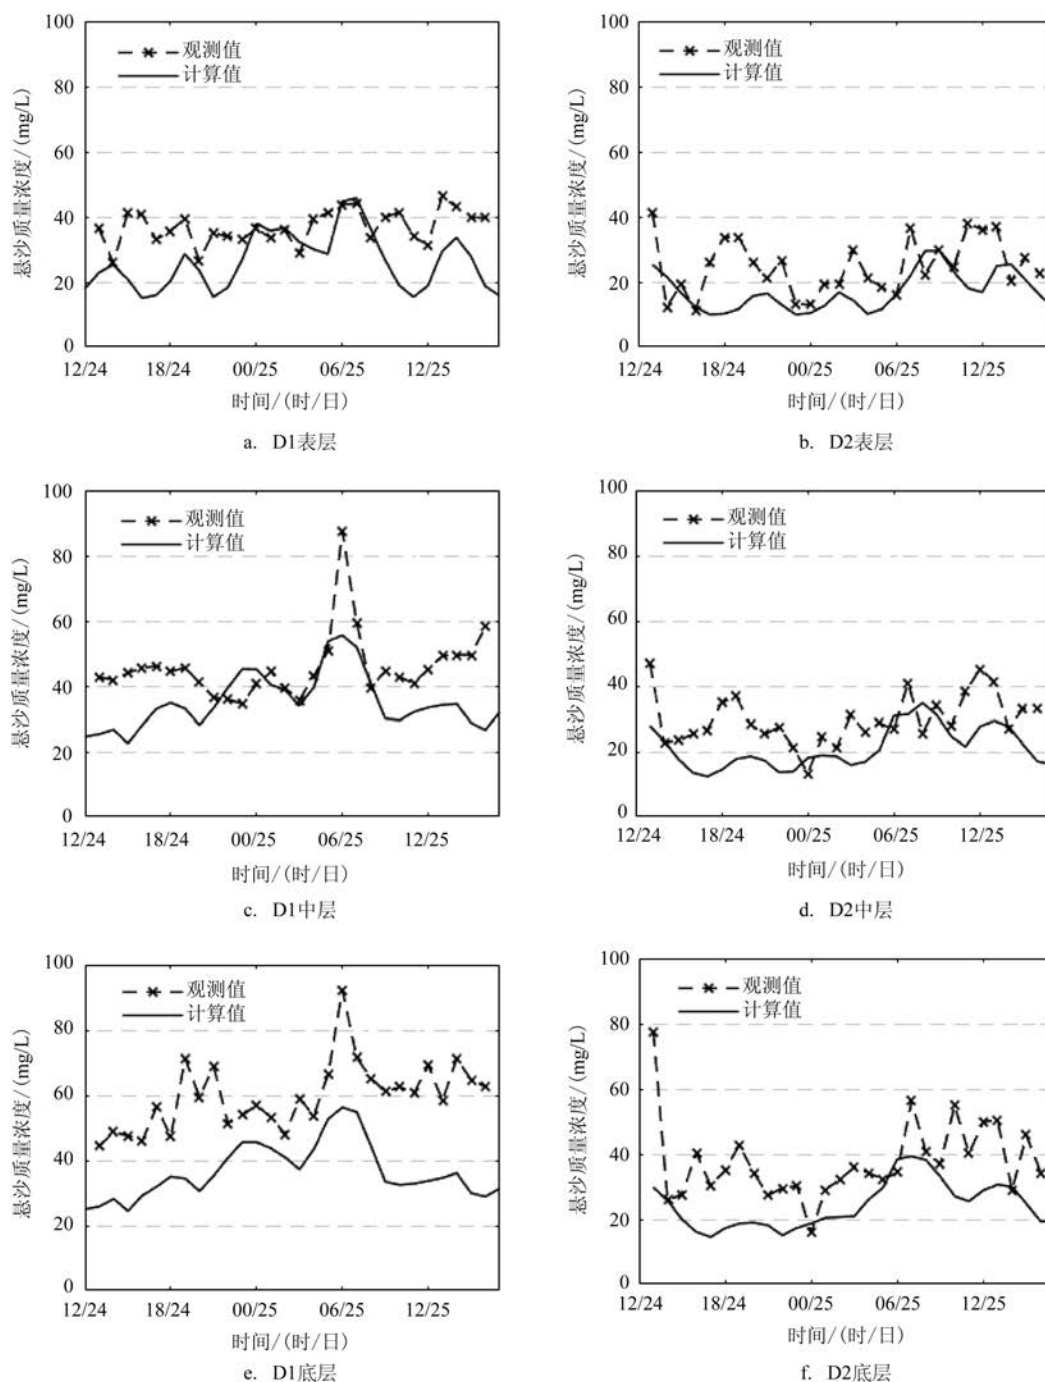 100
80
60
40
20
0
悬沙质量浓度/(mg/L)
观测值
计算值
12/24
18/24
00/25
06/25
12/25
时间/(时/日)
a. D1表层
100
80
60
40
20
0
悬沙质量浓度/(mg/L)
观测值
计算值
12/24
18/24
00/25
06/25
12/25
时间/(时/日)
b. D2表层
100
80
60
40
20
0
悬沙质量浓度/(mg/L)
观测值
计算值
12/24
18/24
00/25
06/25
12/25
时间/(时/日)
c. D1中层
100
80
60
40
20
0
悬沙质量浓度/(mg/L)
观测值
计算值
12/24
18/24
00/25
06/25
12/25
时间/(时/日)
d. D2中层
100
80
60
40
20
0
悬沙质量浓度/(mg/L)
观测值
计算值
12/24
18/24
00/25
06/25
12/25
时间/(时/日)
e. D1底层
100
80
60
40
20
0
悬沙质量浓度/(mg/L)
观测值
计算值
12/24
18/24
00/25
06/25
12/25
时间/(时/日)
f. D2底层